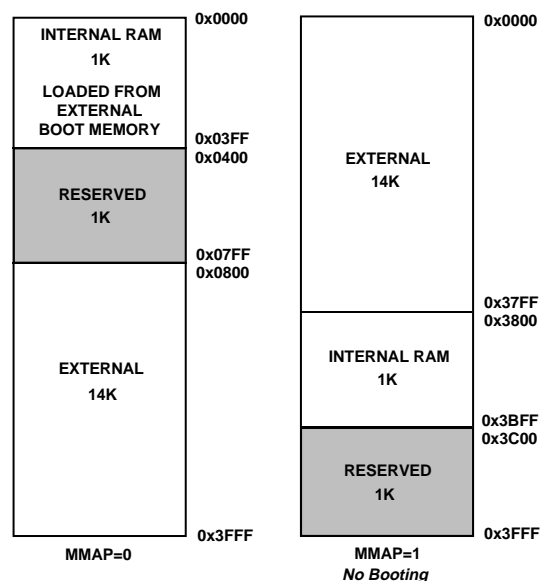 0x0000
INTERNAL RAM
1K
LOADED FROM
EXTERNAL
BOOT MEMORY
0x03FF
0x0400
RESERVED
1K
0x07FF
0x0800
EXTERNAL
14K
0x3FFF
MMAP=0
0x0000
EXTERNAL
14K
0x37FF
0x3800
INTERNAL RAM
1K
0x3BFF
0x3C00
RESERVED
1K
0x3FFF
MMAP=1
No Booting